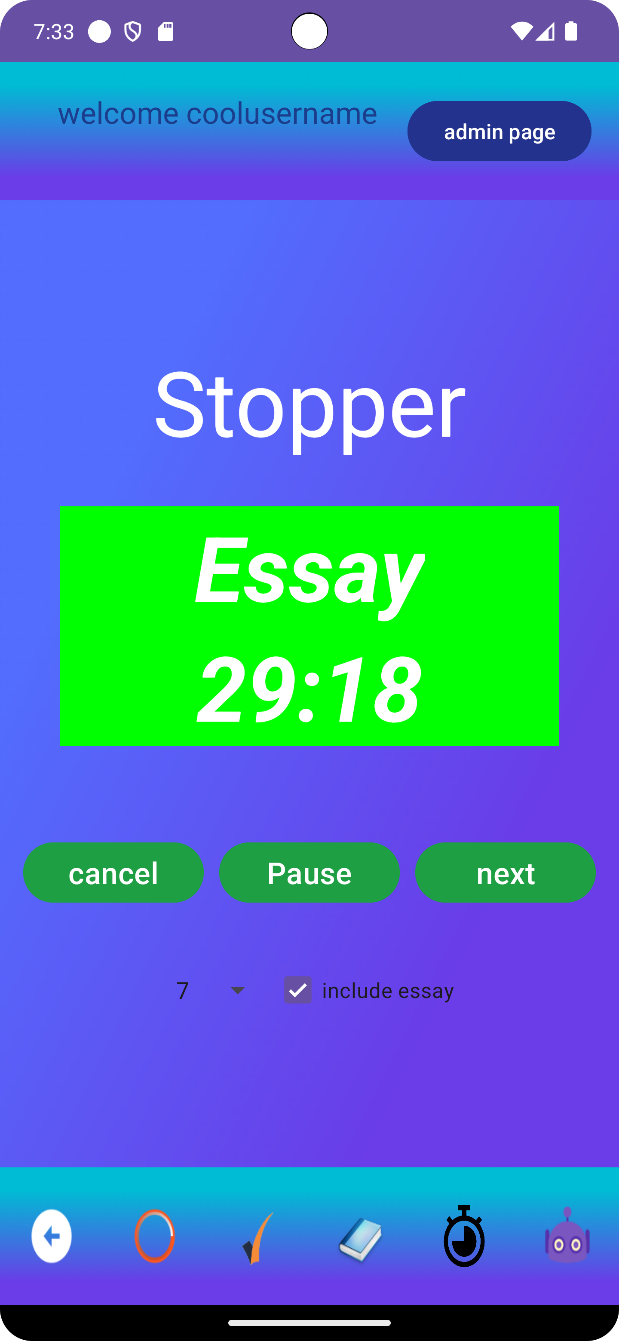 7:33
welcome coolusername
admin page
Stopper
Essay
29:18
cancel
Pause
next
7
include essay